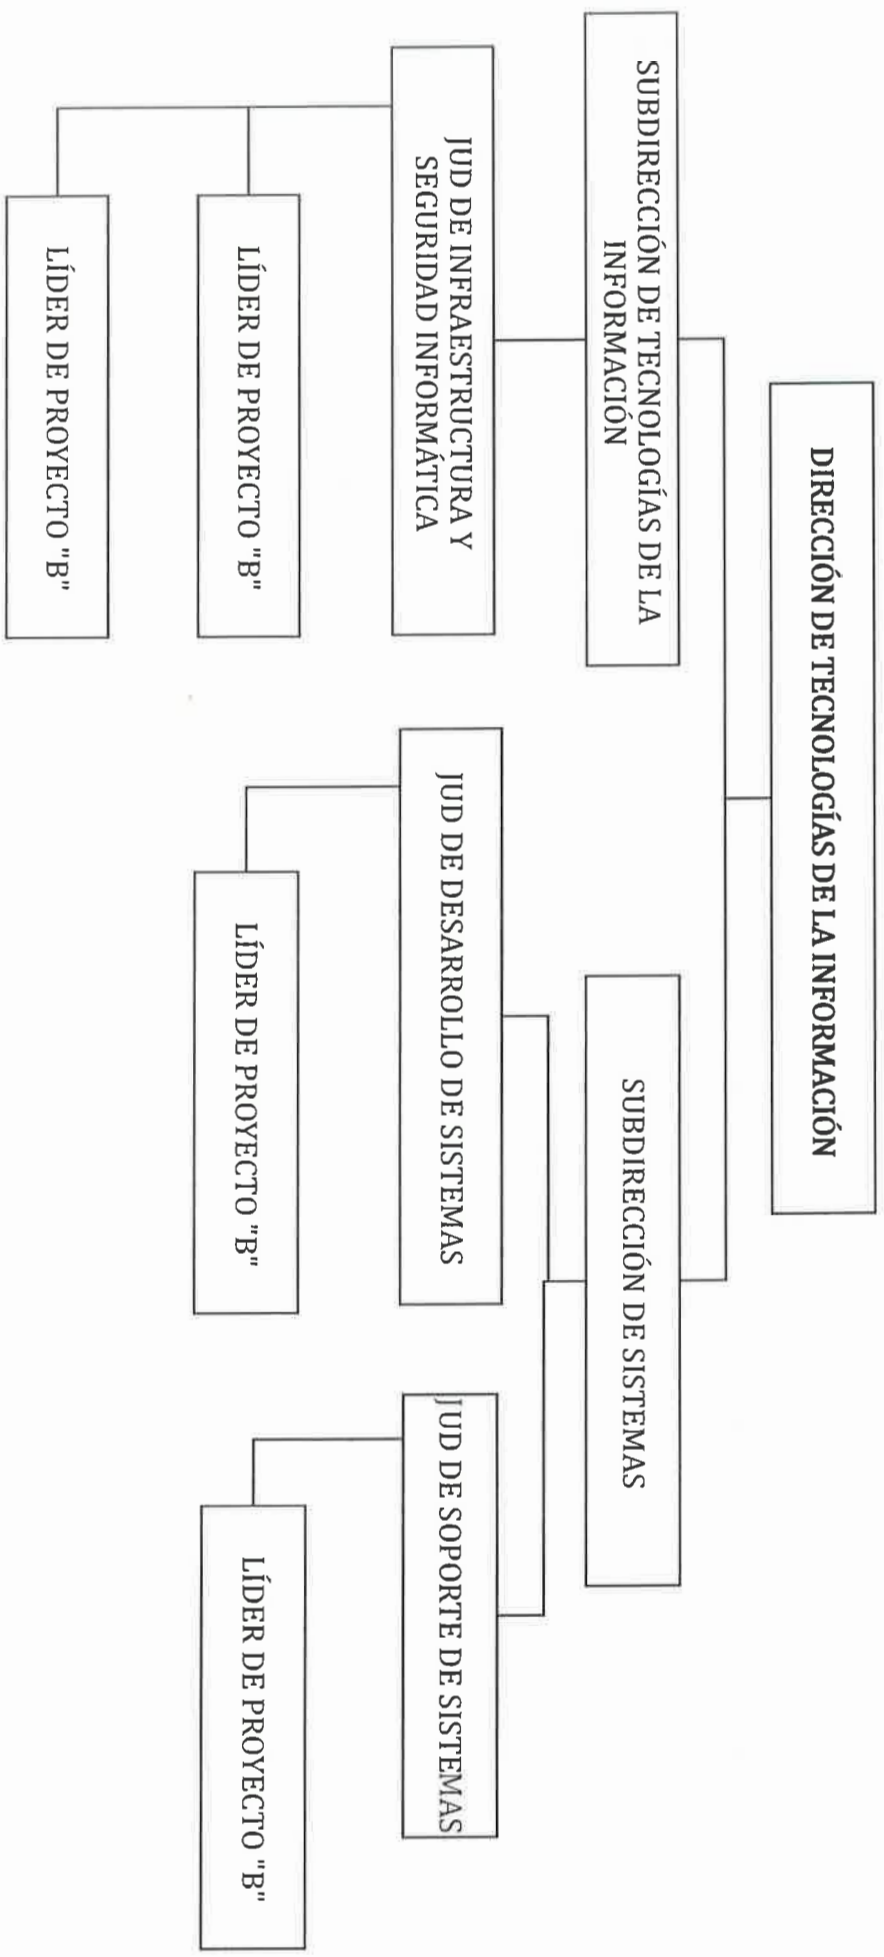 DIRECCIÓN DE TECNOLOGÍAS DE LA INFORMACIÓN
SUBDIRECCIÓN DE TECNOLOGÍAS DE LA
INFORMACIÓN
SUBDIRECCIÓN DE SISTEMAS
JUD DE INFRAESTRUCTURA Y
SEGURIDAD INFORMÁTICA
JUD DE DESARROLLO DE SISTEMAS
JUD DE SOPORTE DE SISTEMAS
LÍDER DE PROYECTO "B"
LÍDER DE PROYECTO "B"
LÍDER DE PROYECTO "B"
LÍDER DE PROYECTO "B"